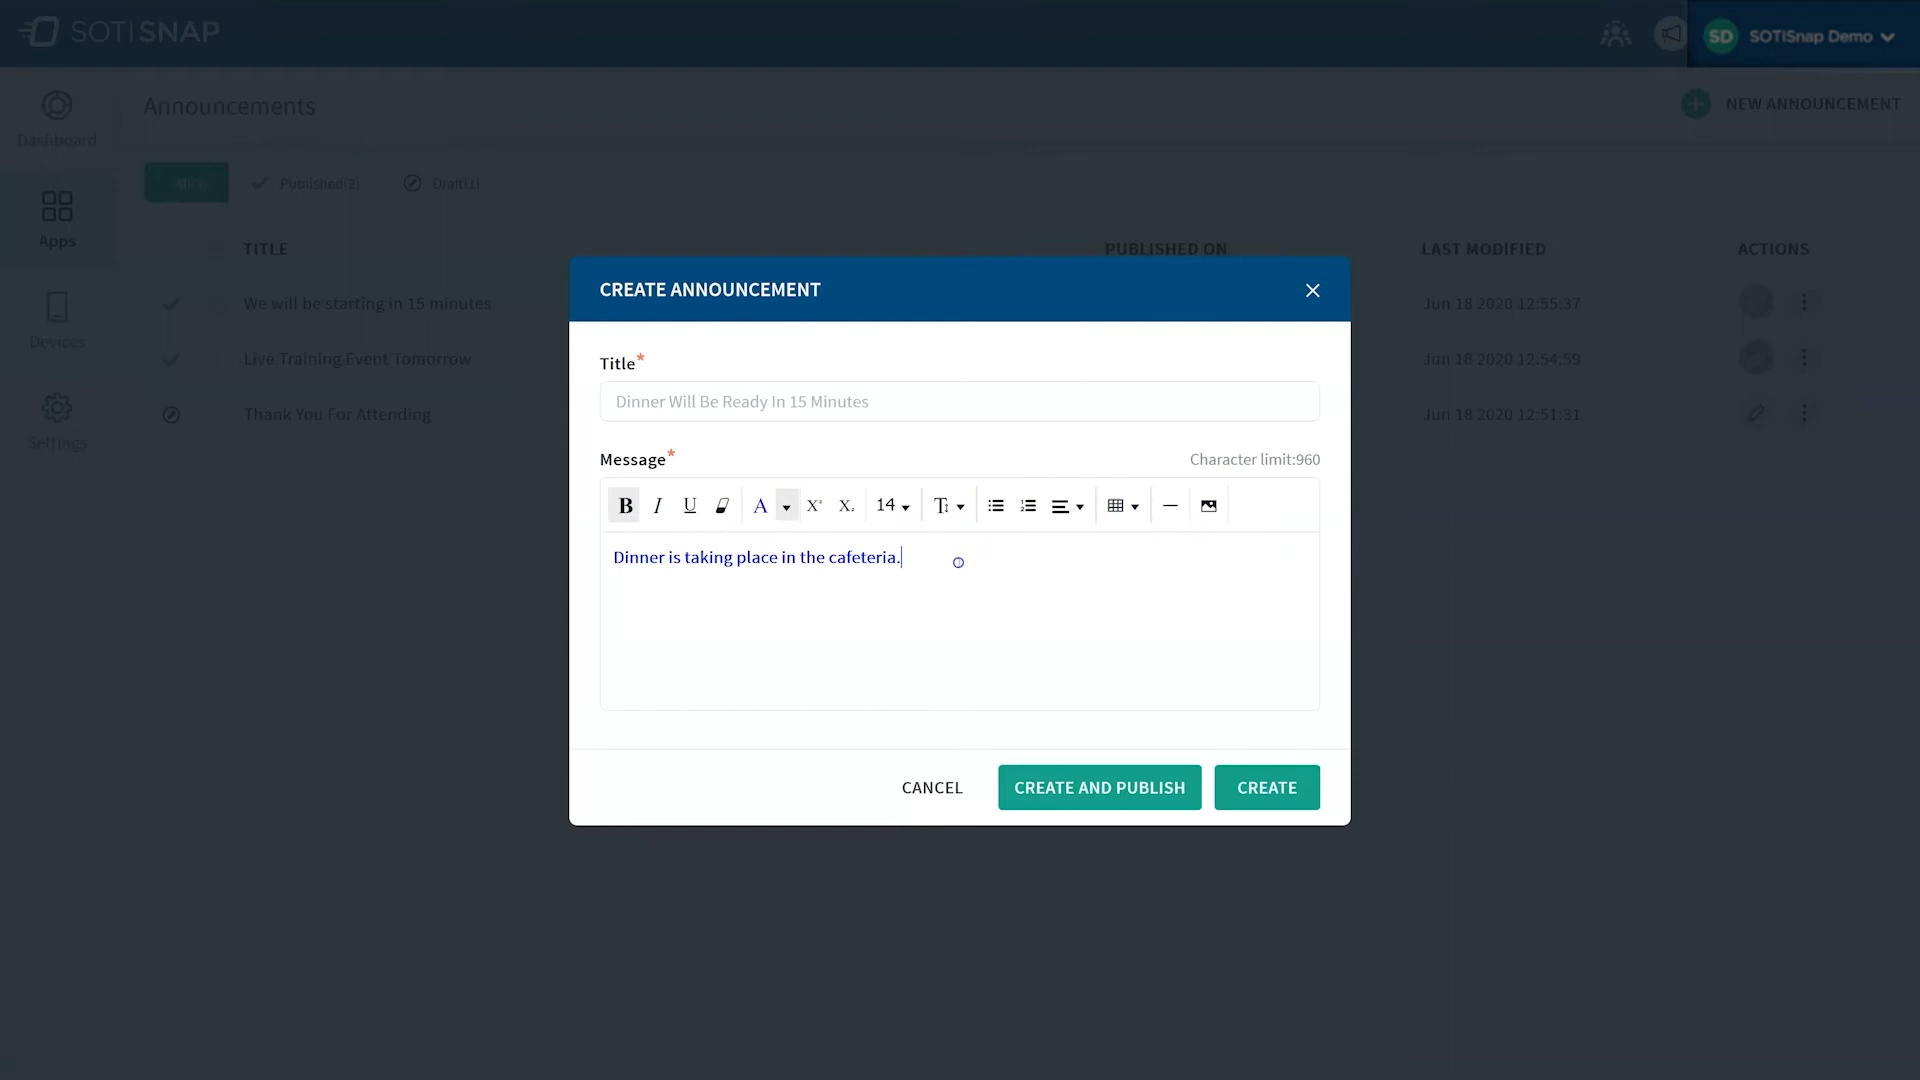 SOTISNAP
SD SOTISnap Demo
Dashboard
Apps
Devices
Settings
Announcements
NEW ANNOUNCEMENT
Published(2) Draft(1)
TITLE PUBLISHED ON LAST MODIFIED ACTIONS
We will be starting in 15 minutes Jun 18 2020 12:55:37
Live Training Event Tomorrow Jun 18 2020 12:54:59
Thank You For Attending Jun 18 2020 12:51:31
CREATE ANNOUNCEMENT
Title*
Dinner Will Be Ready In 15 Minutes
Message* Character limit:960
B I U A X² X₂ 14 T
Dinner is taking place in the cafeteria.
CANCEL CREATE AND PUBLISH CREATE